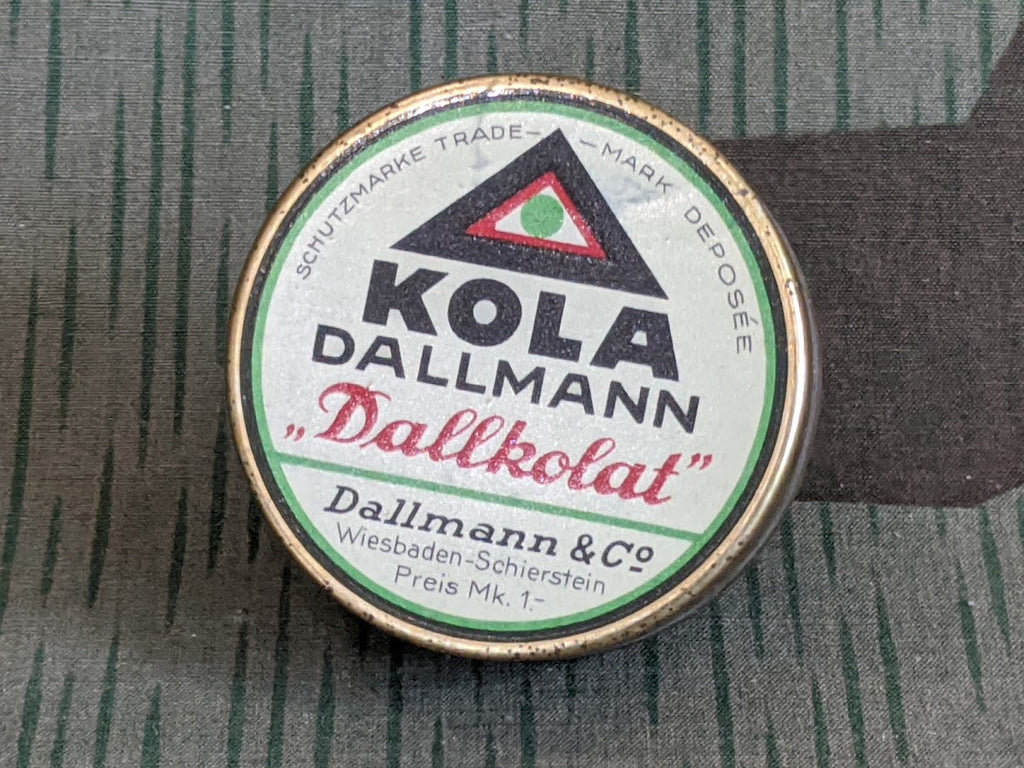 SCHUTZMARKE TRADE–
–MARK DEPOSÉE
KOLA
DALLMANN
„Dallkolat”
Dallmann & Cº
Wiesbaden-Schierstein
Preis Mk. 1.-